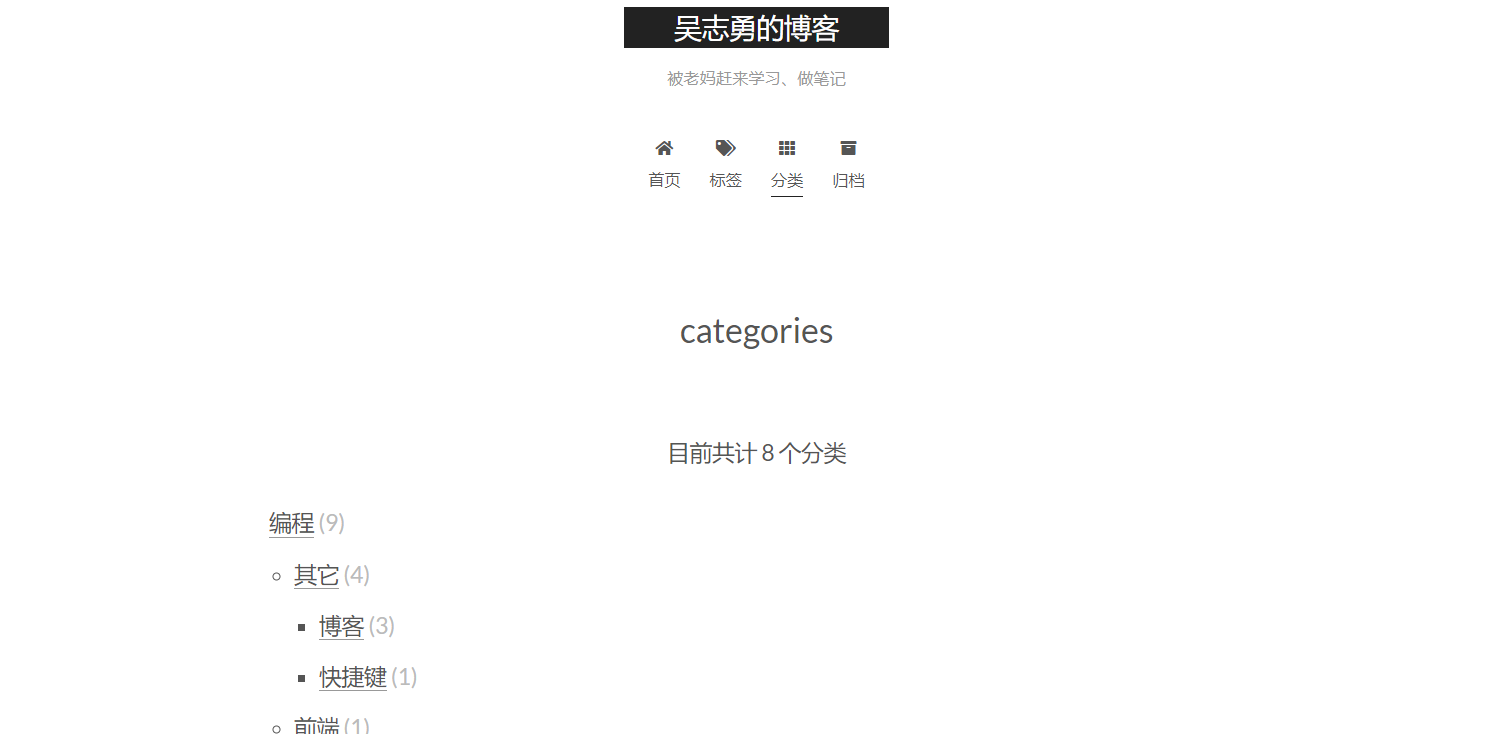 吴志勇的博客
被老妈赶来学习、做笔记
首页 标签 分类 归档
categories
目前共计 8 个分类
编程 (9)
其它 (4)
博客 (3)
快捷键 (1)
前端 (1)